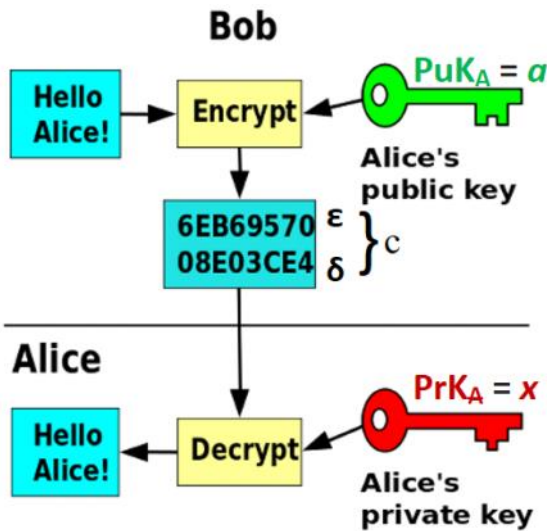 Bob
Hello
Alice!
Encrypt
PuKA = a
Alice's
public key
6EB69570 ε
08E03CE4 δ
} c
Alice
Hello
Alice!
Decrypt
PrKA = x
Alice's
private key